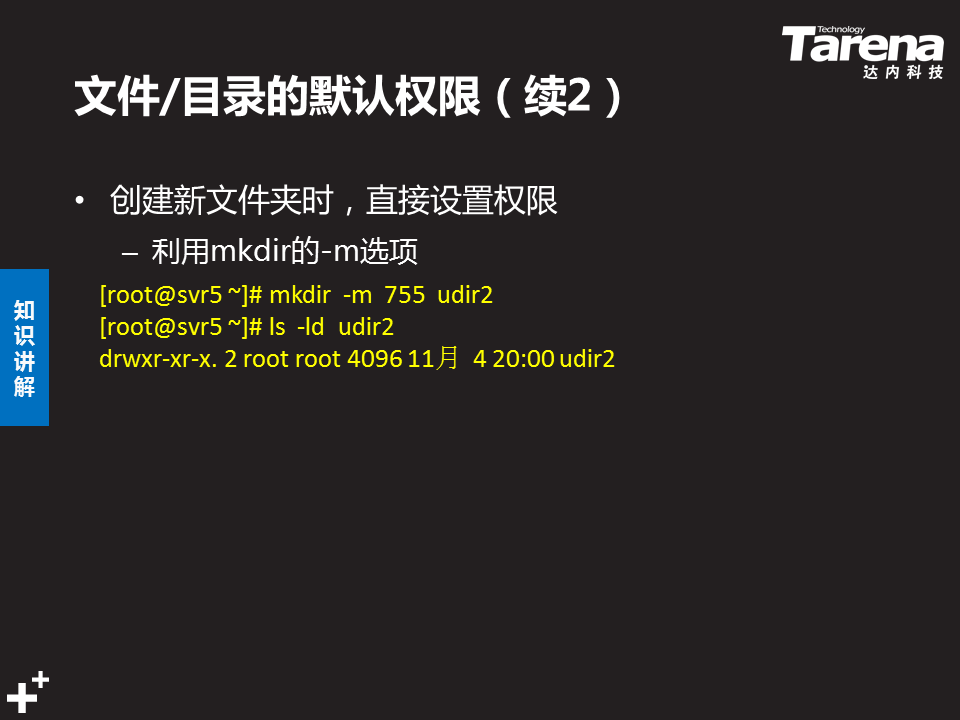 Technology
Tarena
达内科技
文件/目录的默认权限（续2）
• 创建新文件夹时，直接设置权限
– 利用mkdir的-m选项
[root@svr5 ~]# mkdir  -m  755  udir2
[root@svr5 ~]# ls  -ld  udir2
drwxr-xr-x. 2 root root 4096 11月  4 20:00 udir2
知
识
讲
解